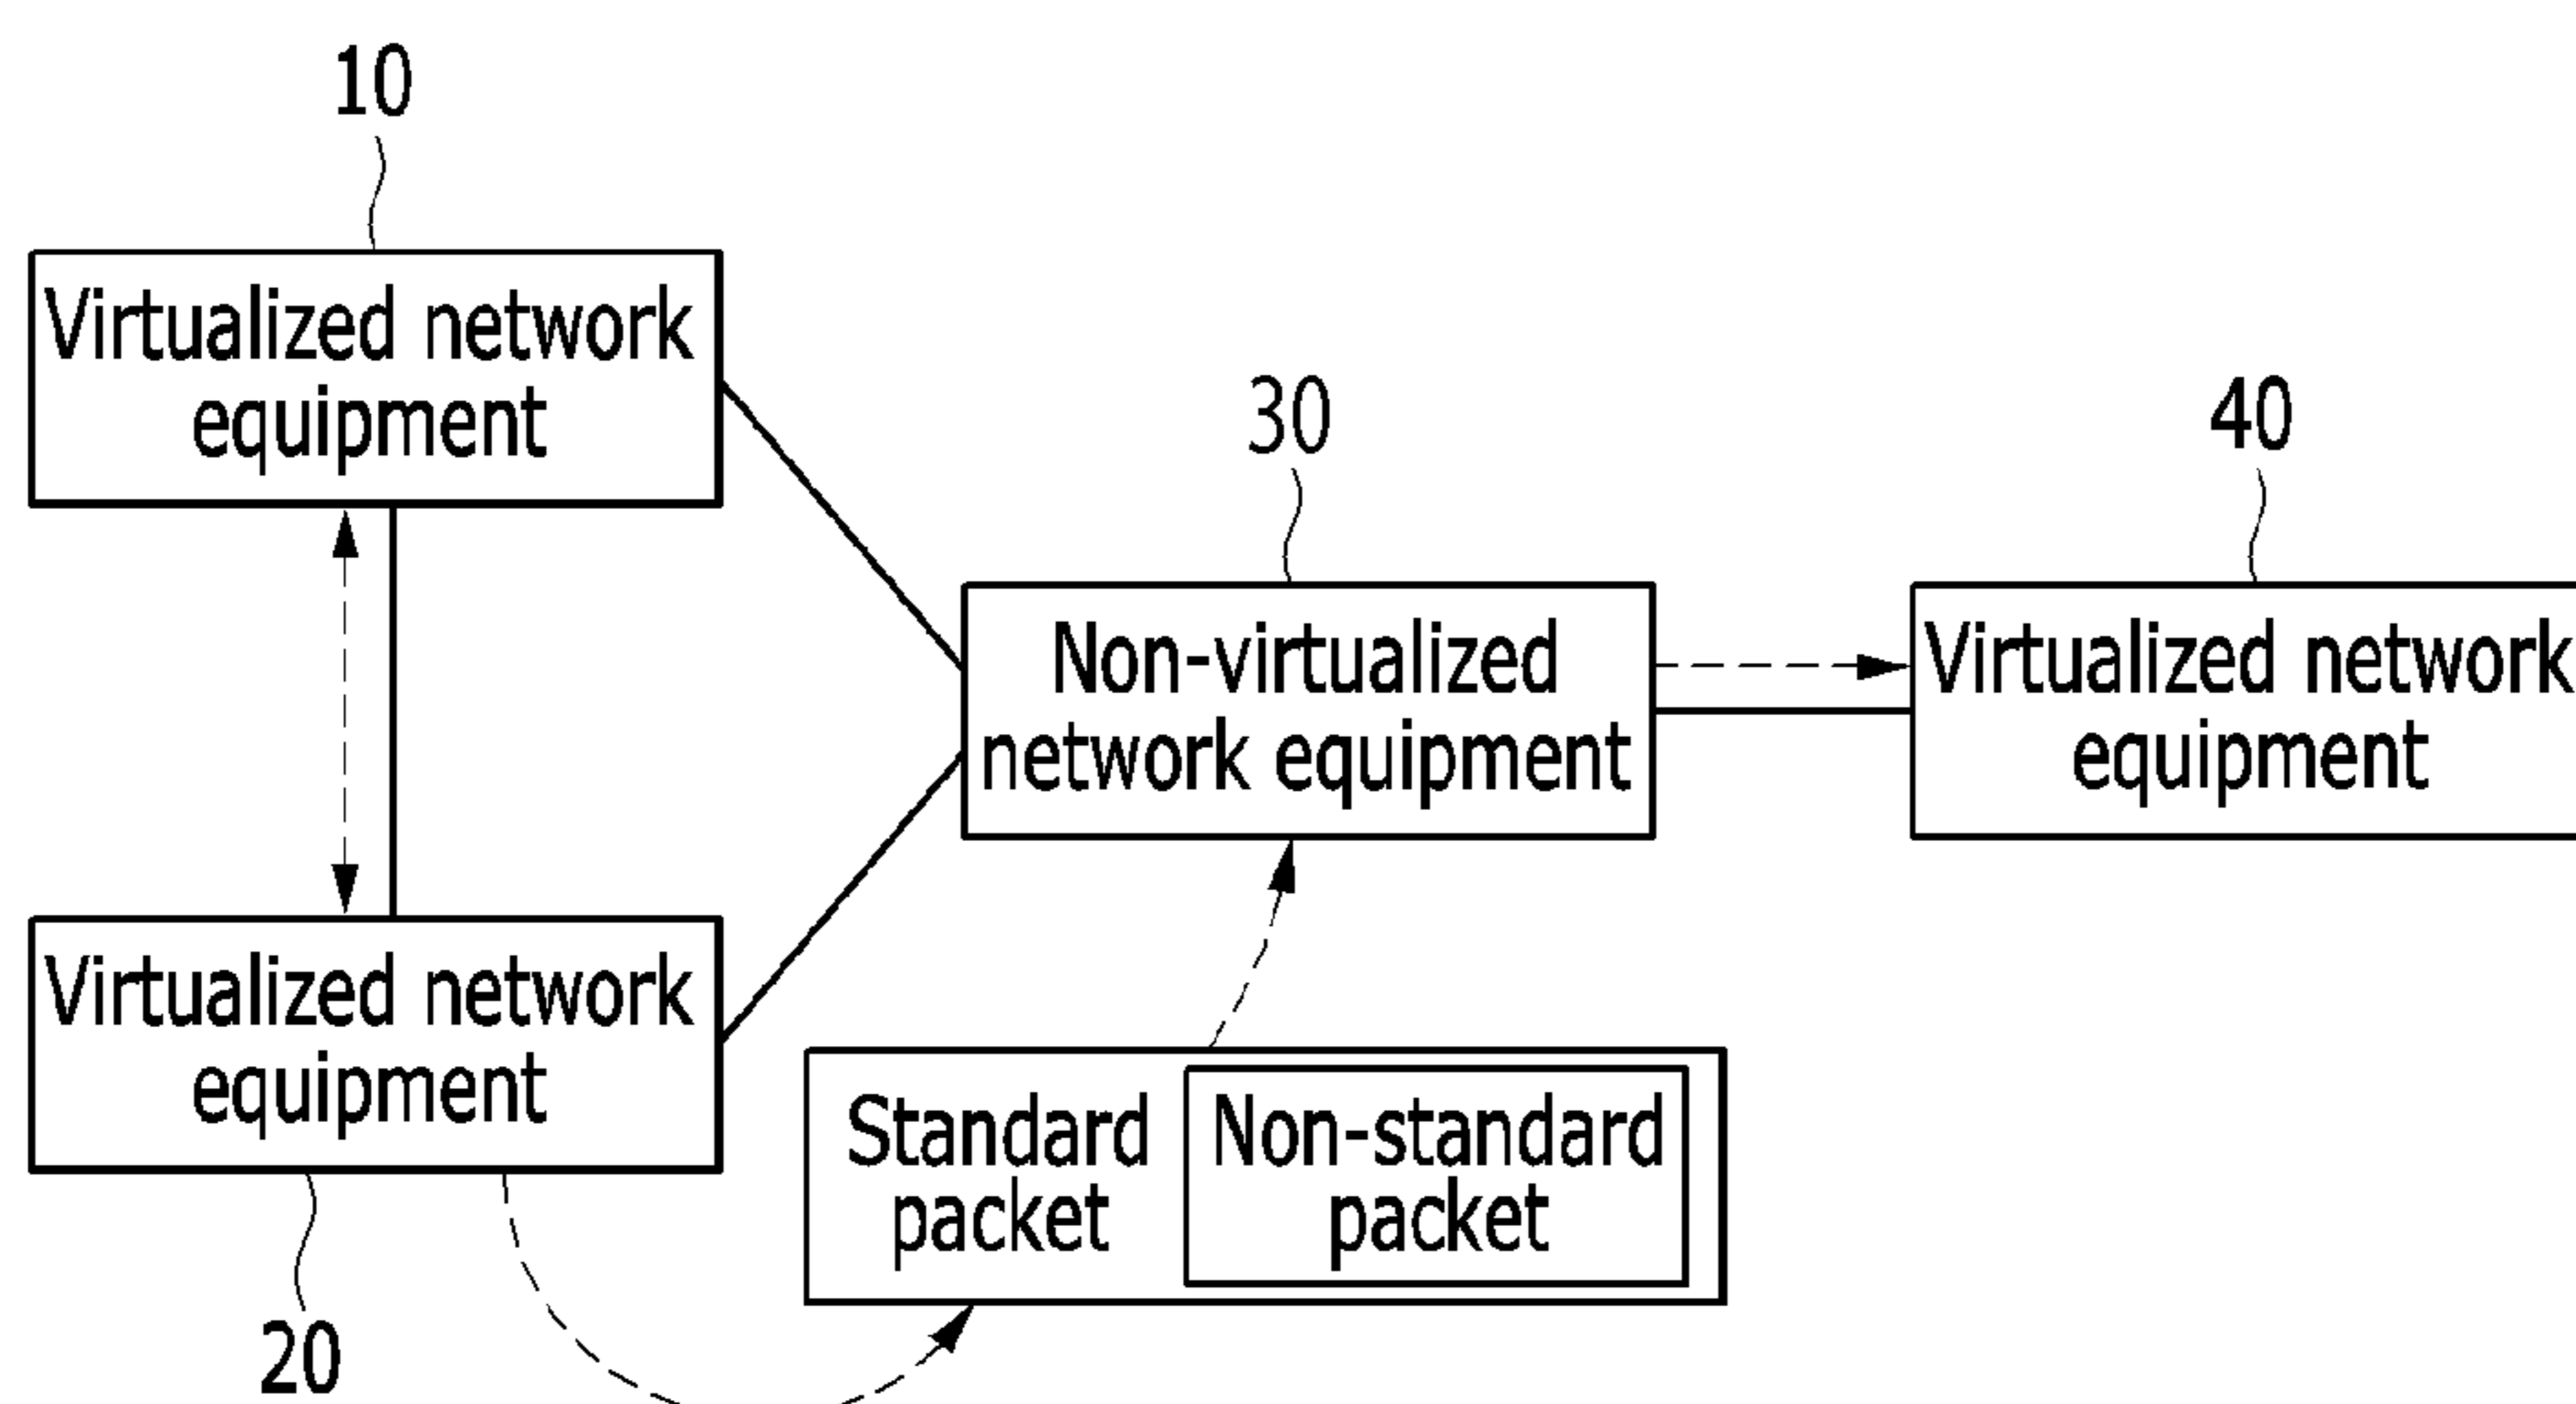 10
Virtualized network
equipment
30
40
Non-virtualized
network equipment
Virtualized network
equipment
Virtualized network
equipment
Standard
packet
Non-standard
packet
20